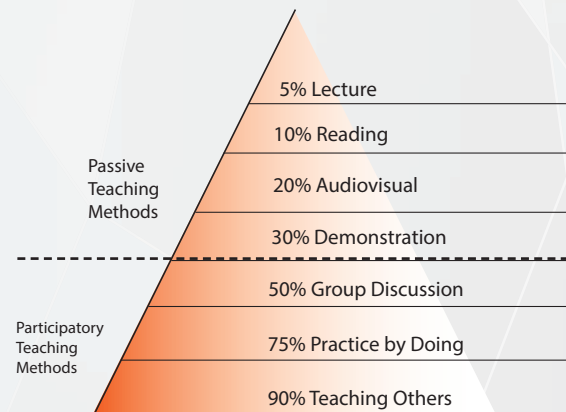 5% Lecture
10% Reading
20% Audiovisual
30% Demonstration
50% Group Discussion
75% Practice by Doing
90% Teaching Others
Passive
Teaching
Methods
Participatory
Teaching
Methods